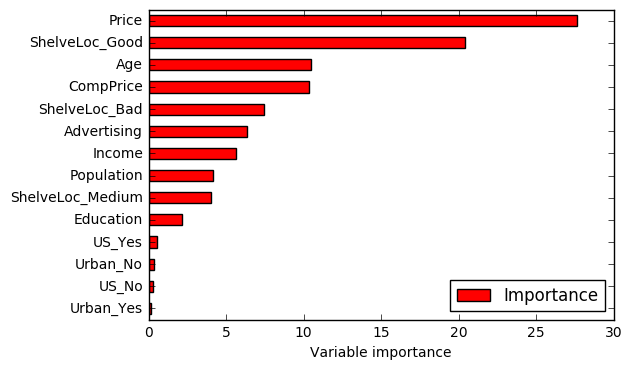 Price
ShelveLoc_Good
Age
CompPrice
ShelveLoc_Bad
Advertising
Income
Population
ShelveLoc_Medium
Education
US_Yes
Urban_No
US_No
Urban_Yes
Importance
0 5 10 15 20 25 30
Variable importance